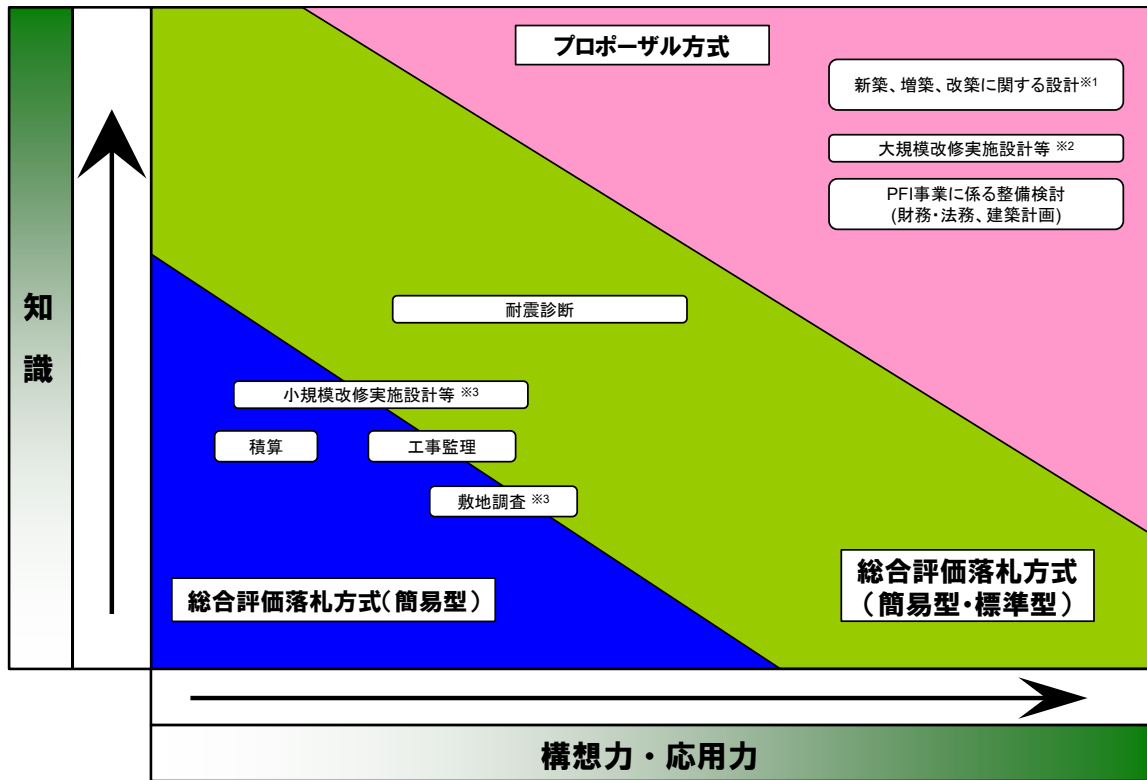 プロポーザル方式
新築、増築、改築に関する設計※1
大規模改修実施設計等 ※2
PFI事業に係る整備検討
(財務・法務、建築計画)
知
識
耐震診断
小規模改修実施設計等 ※3
積算
工事監理
敷地調査 ※3
総合評価落札方式(簡易型)
総合評価落札方式
(簡易型・標準型)
構想力・応用力